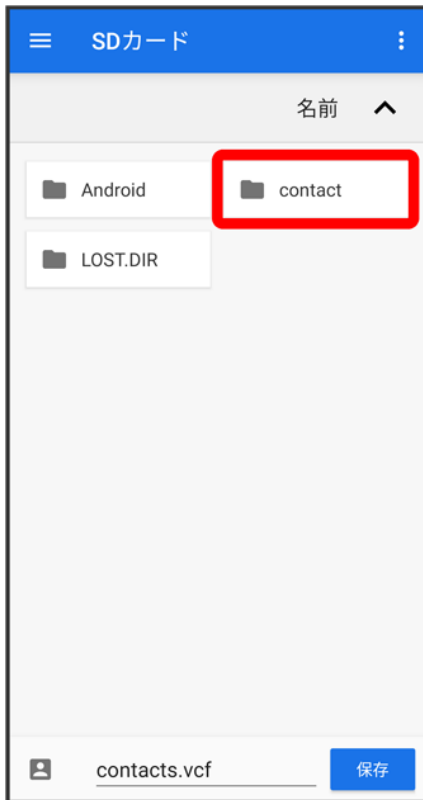 SDカード
名前
Android
contact
LOST.DIR
contacts.vcf
保存